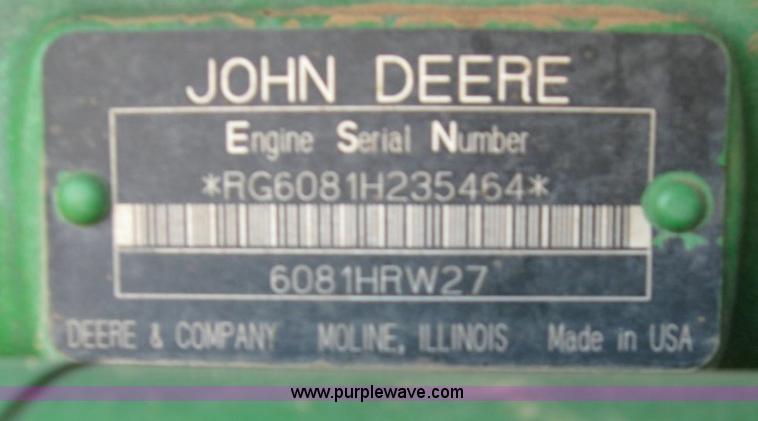 JOHN DEERE
Engine Serial Number
*RG6081H235464*
6081HRW27
DEERE & COMPANY MOLINE, ILLINOIS Made in USA
www.purplewave.com